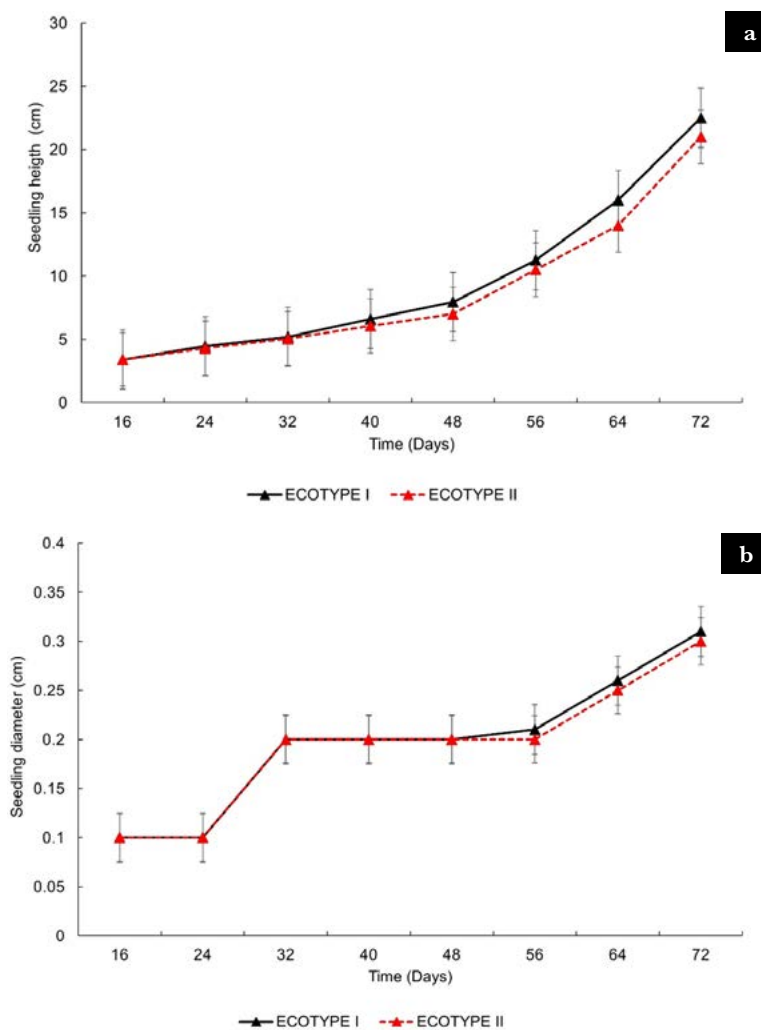 a
30
25
20
15
10
5
0
Seedling heigth (cm)
16 24 32 40 48 56 64 72
Time (Days)
ECOTYPE I ECOTYPE II
b
0.4
0.35
0.3
0.25
0.2
0.15
0.1
0.05
0
Seedling diameter (cm)
16 24 32 40 48 56 64 72
Time (Days)
ECOTYPE I ECOTYPE II